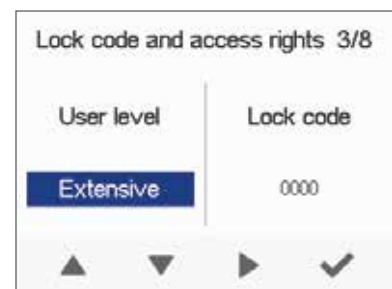 Lock code and access rights 3/8
User level
Lock code
Extensive
0000